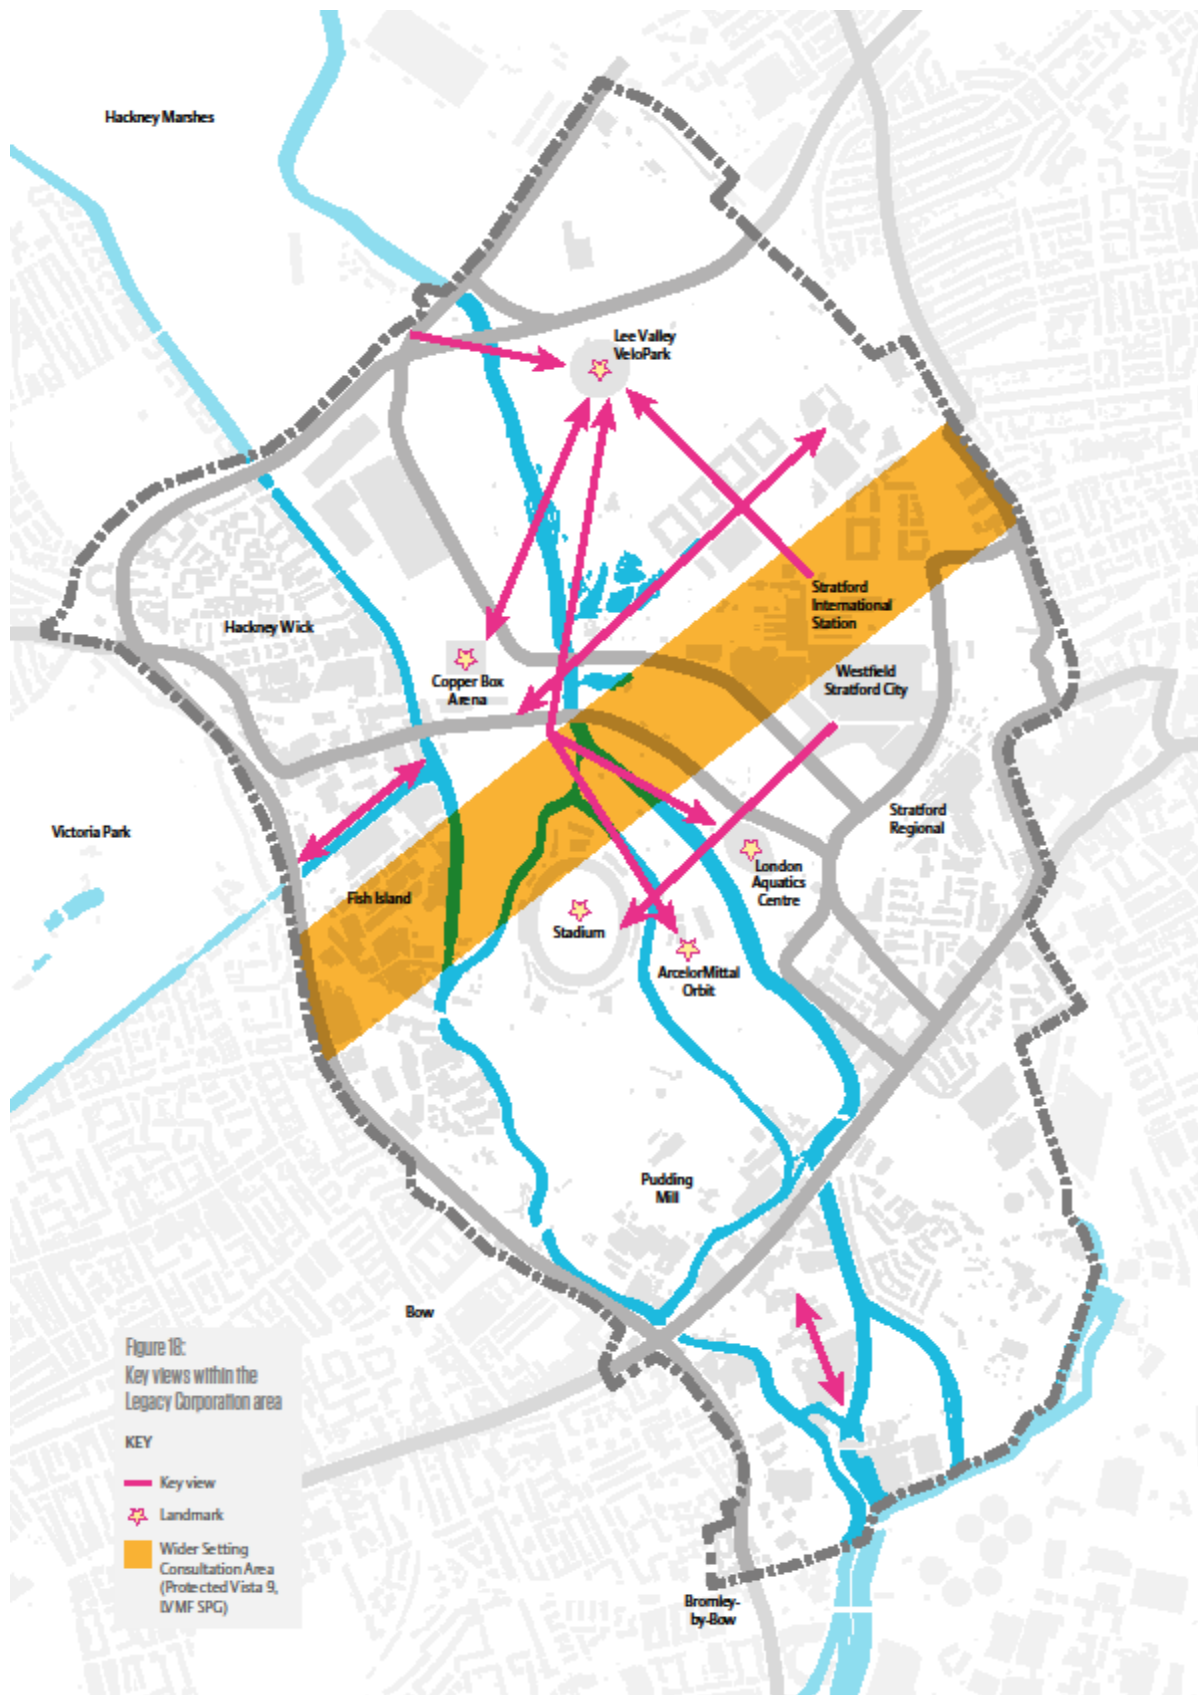 Hackney Marshes
Lee Valley
VeloPark
Stratford
International
Station
Hackney Wick
Copper Box
Arena
Westfield
Stratford City
Victoria Park
Stratford
Regional
London
Aquatics
Centre
Fish Island
Stadium
ArcelorMittal
Orbit
Pudding
Mill
Bow
Figure 18:
Key views within the
Legacy Corporation area
KEY
Key view
Landmark
Wider Setting
Consultation Area
(Protected Vista 9,
LVMF SPG)
Bromley-
by-Bow